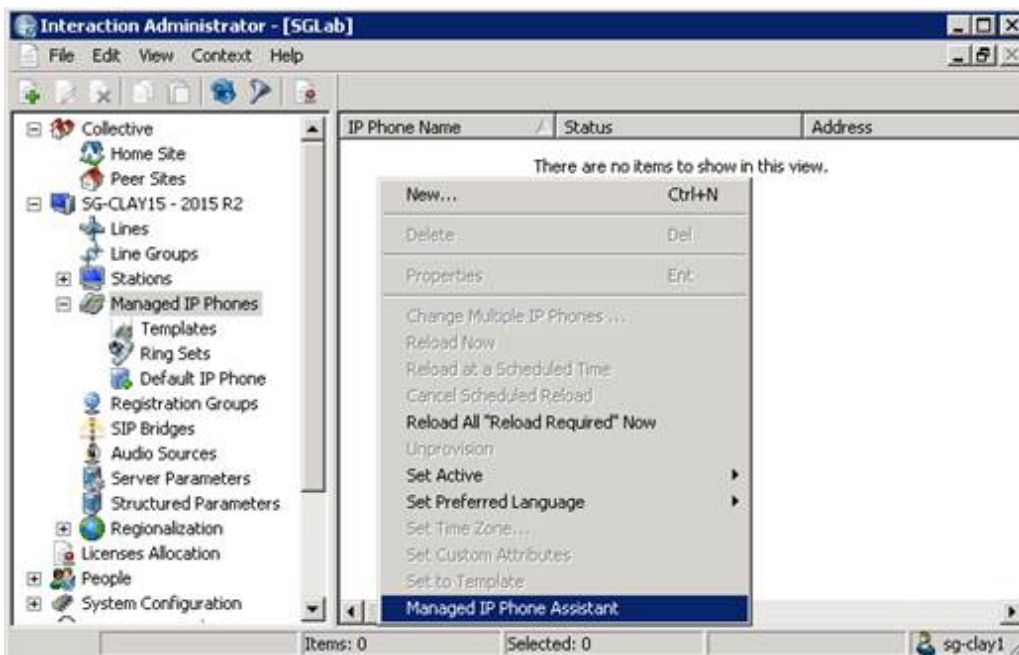 Interaction Administrator - [SGLab]
File Edit View Context Help
IP Phone Name Status Address
There are no items to show in this view.
Collective
Home Site
Peer Sites
SG-CLAY15 - 2015 R2
Lines
Line Groups
Stations
Managed IP Phones
Templates
Ring Sets
Default IP Phone
Registration Groups
SIP Bridges
Audio Sources
Server Parameters
Structured Parameters
Regionalization
Licenses Allocation
People
System Configuration
New... Ctrl+N
Delete Del
Properties Ent
Change Multiple IP Phones ...
Reload Now
Reload at a Scheduled Time
Cancel Scheduled Reload
Reload All "Reload Required" Now
Unprovision
Set Active
Set Preferred Language
Set Time Zone...
Set Custom Attributes
Set to Template
Managed IP Phone Assistant
Items: 0 Selected: 0 sg-clay1